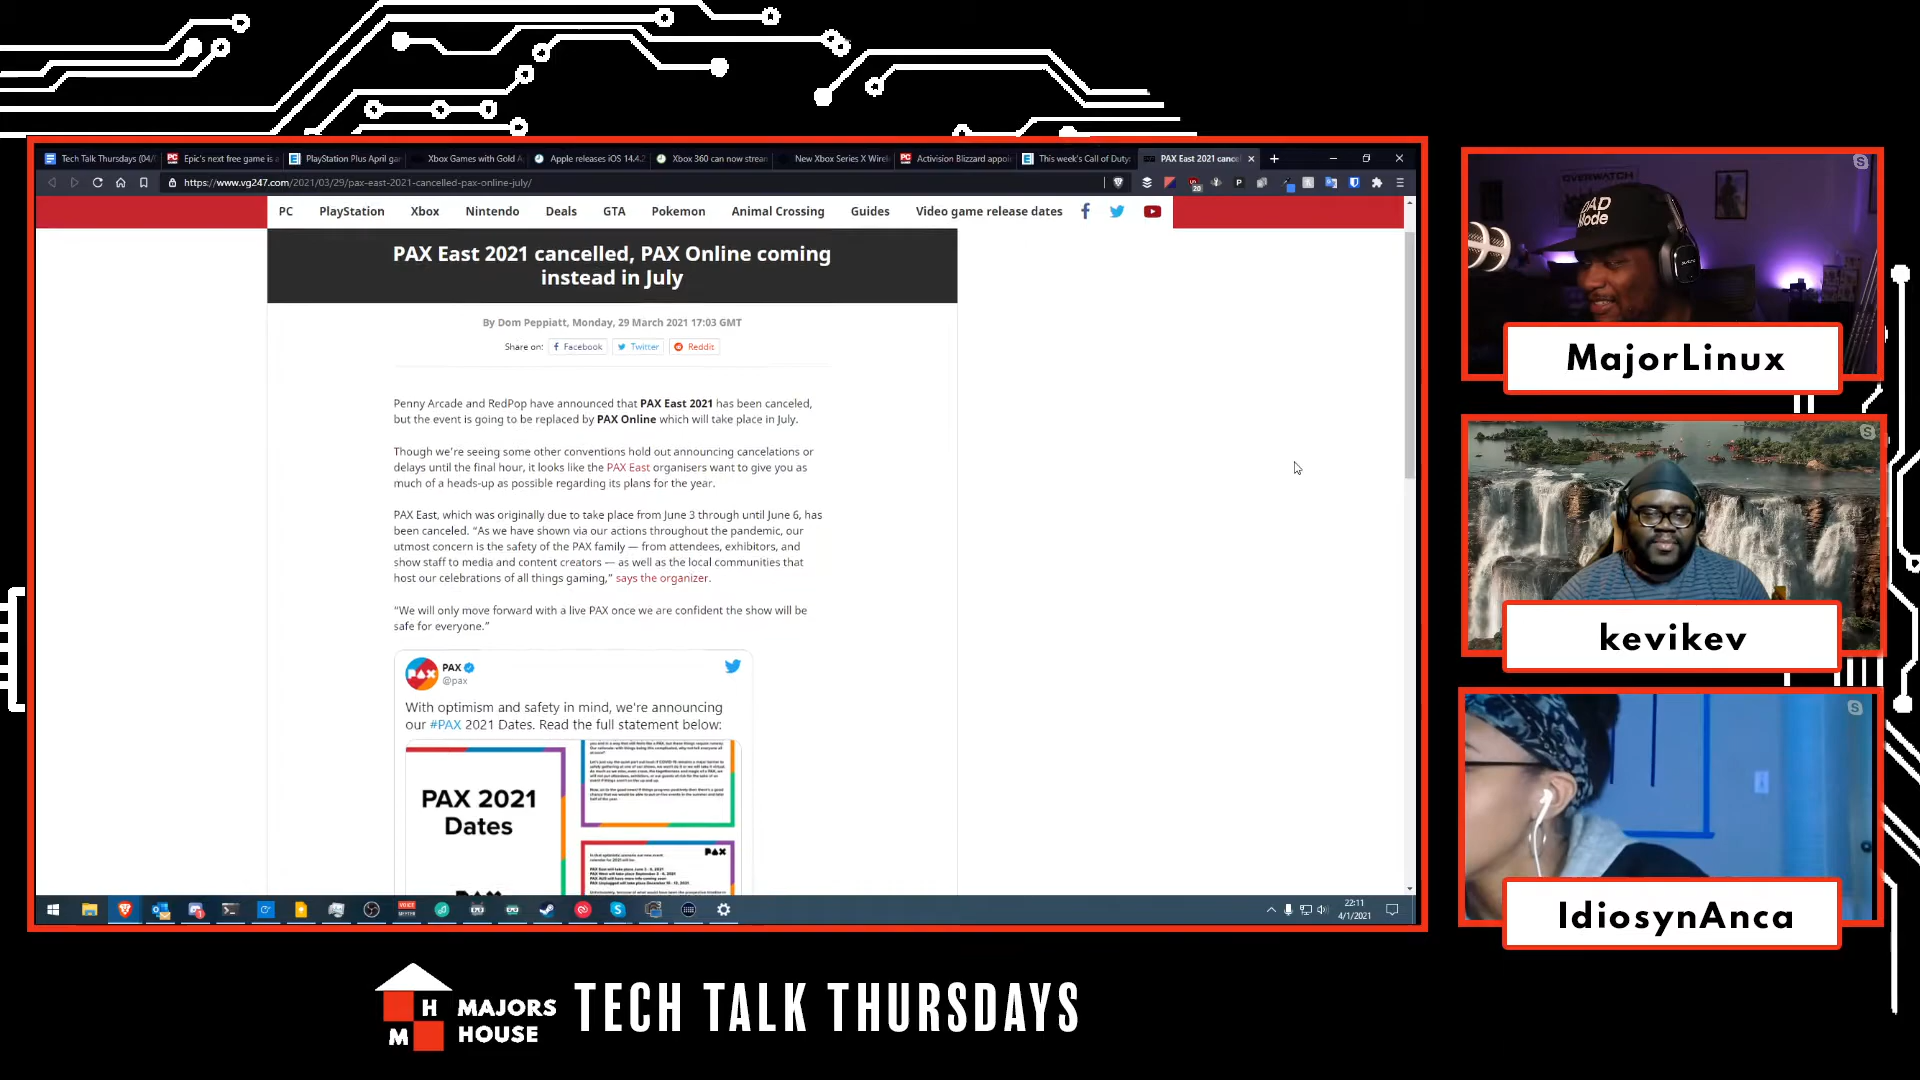 Tech Talk Thursdays (04/
Epic's next free game is a
PlayStation Plus April gam
Xbox Games with Gold A
Apple releases iOS 14.4.2
Xbox 360 can now stream
New Xbox Series X Wirel
Activision Blizzard appoi
This week's Call of Duty:
PAX East 2021 cance
https://www.vg247.com/2021/03/29/pax-east-2021-cancelled-pax-online-july/
PC PlayStation Xbox Nintendo Deals GTA Pokemon Animal Crossing Guides Video game release dates
PAX East 2021 cancelled, PAX Online coming
instead in July
By Dom Peppiatt, Monday, 29 March 2021 17:03 GMT
Share on: Facebook Twitter Reddit
Penny Arcade and RedPop have announced that PAX East 2021 has been canceled,
but the event is going to be replaced by PAX Online which will take place in July.
Though we're seeing some other conventions hold out announcing cancelations or
delays until the final hour, it looks like the PAX East organisers want to give you as
much of a heads-up as possible regarding its plans for the year.
PAX East, which was originally due to take place from June 3 through until June 6, has
been canceled. “As we have shown via our actions throughout the pandemic, our
utmost concern is the safety of the PAX family — from attendees, exhibitors, and
show staff to media and content creators — as well as the local communities that
host our celebrations of all things gaming,” says the organizer.
“We will only move forward with a live PAX once we are confident the show will be
safe for everyone.”
PAX
@pax
With optimism and safety in mind, we're announcing
our #PAX 2021 Dates. Read the full statement below:
PAX 2021
Dates
PAX
22:11
4/1/2021
OVERWATCH
DAD
Mode
MajorLinux
kevikev
IdiosynAnca
H
M
MAJORS
HOUSE
TECH TALK THURSDAYS